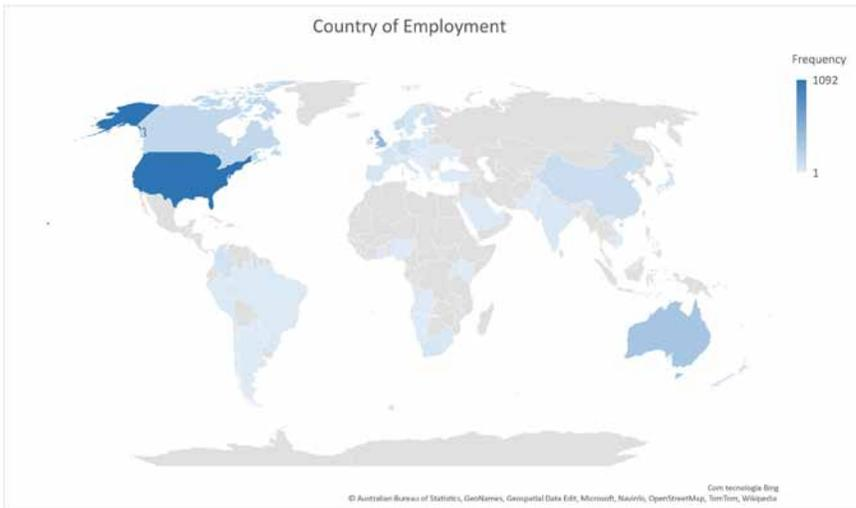 Country of Employment
Frequency
1092
1
Com tecnologia Bing
© Australian Bureau of Statistics, GeoNames, Geospatial Data Edit, Microsoft, Navinfo, OpenStreetMap, TomTom, Wikipedia